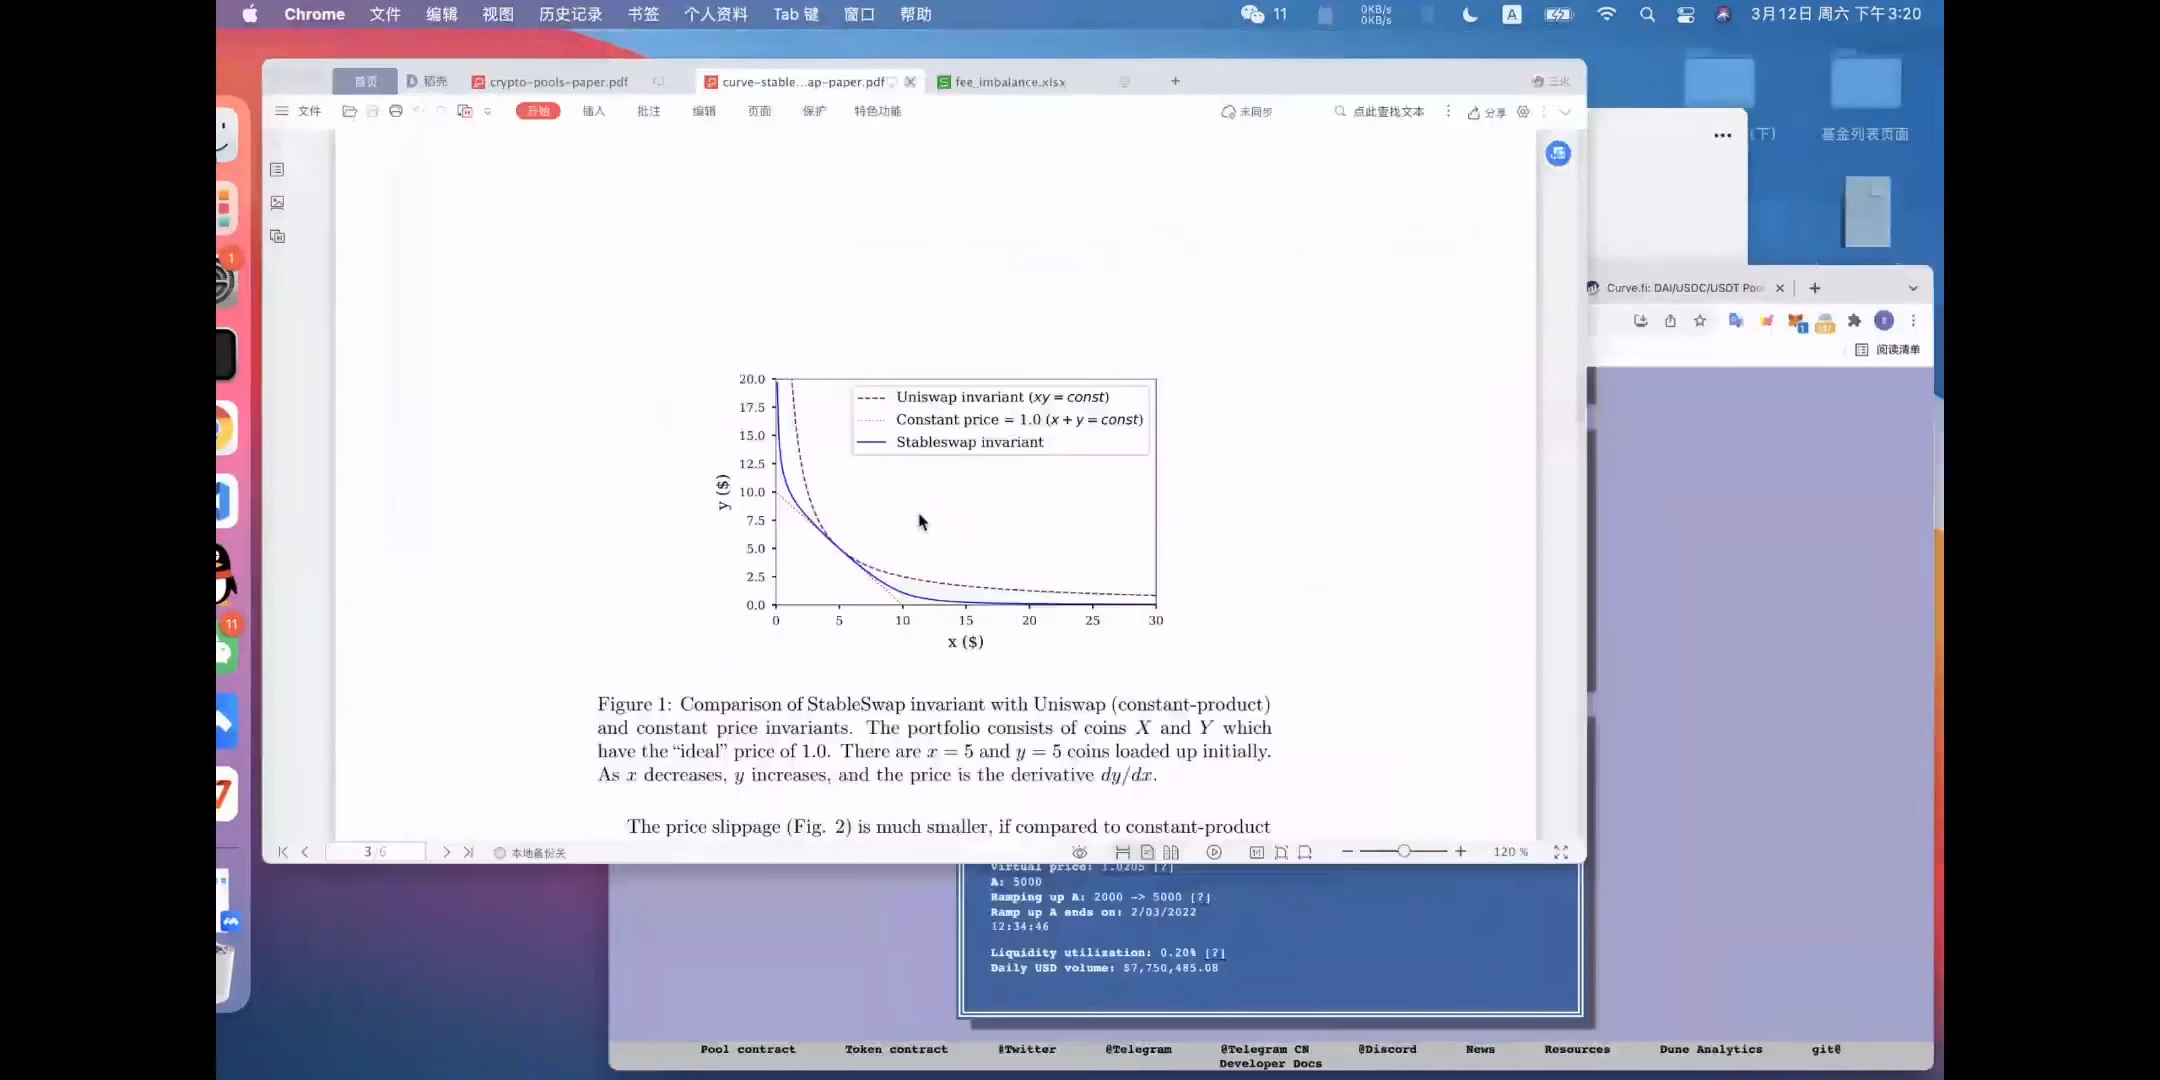 Chrome 文件 编辑 视图 历史记录 书签 个人资料 Tab 键 窗口 帮助
11 0KB/s 0KB/s A 3月12日 周六 下午3:20
首页 稻壳 crypto-pools-paper.pdf curve-stable...ap-paper.pdf fee_imbalance.xlsx + 三火
文件 开始 插入 批注 编辑 页面 保护 特色功能 未同步 点此查找文本 分享
(下) 基金列表页面
1
11
Curve.fi: DAI/USDC/USDT Poo
阅读清单
20.0
17.5
15.0
12.5
10.0
7.5
5.0
2.5
0.0
y ($)
Uniswap invariant (xy = const)
Constant price = 1.0 (x + y = const)
Stableswap invariant
0 5 10 15 20 25 30
x ($)
Figure 1: Comparison of StableSwap invariant with Uniswap (constant-product)
and constant price invariants. The portfolio consists of coins X and Y which
have the “ideal” price of 1.0. There are x = 5 and y = 5 coins loaded up initially.
As x decreases, y increases, and the price is the derivative dy/dx.
The price slippage (Fig. 2) is much smaller, if compared to constant-product
3/6 本地备份关 120 %
Virtual price: 1.0205 [?]
A: 5000
Ramping up A: 2000 -> 5000 [?]
Ramp up A ends on: 2/03/2022
12:34:46
Liquidity utilization: 0.20% [?]
Daily USD volume: $7,750,485.08
Pool contract Token contract #Twitter @Telegram @Telegram CN @Discord News Resources Dune Analytics git@
Developer Docs